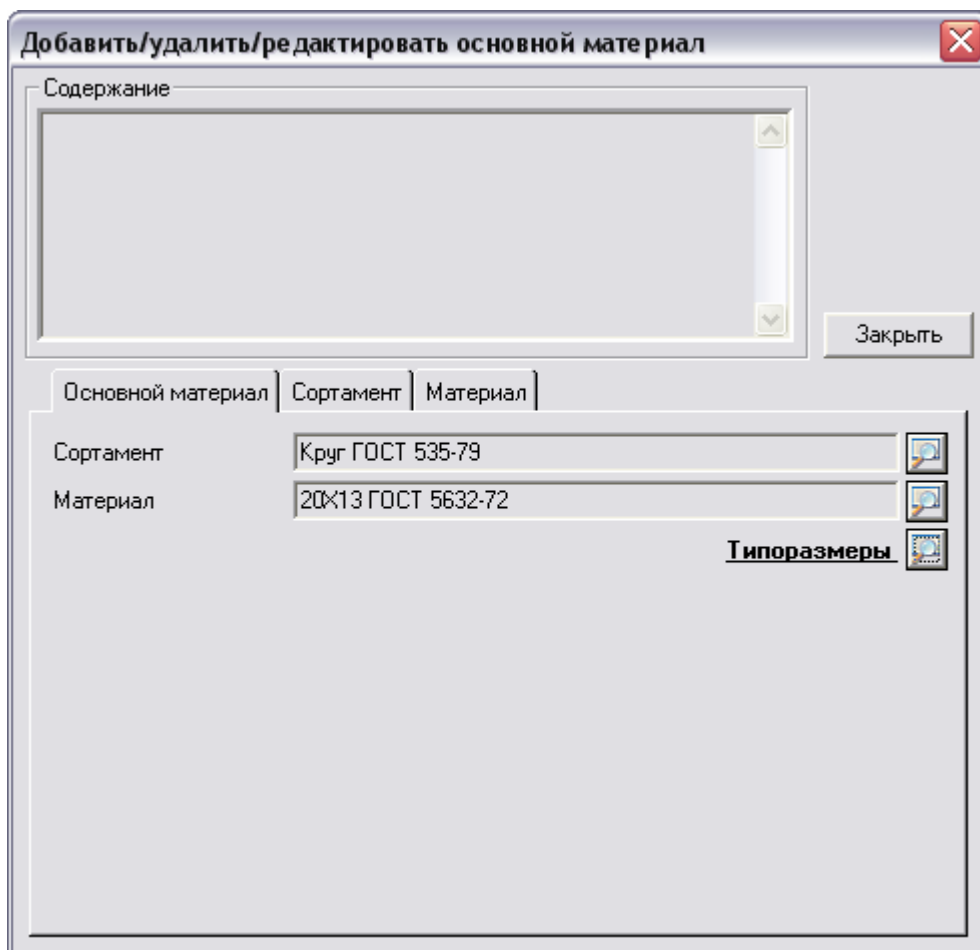 Добавить/удалить/редактировать основной материал
Содержание
Закрыть
Основной материал Сортамент Материал
Сортамент Круг ГОСТ 535-79
Материал 20Х13 ГОСТ 5632-72
Типоразмеры